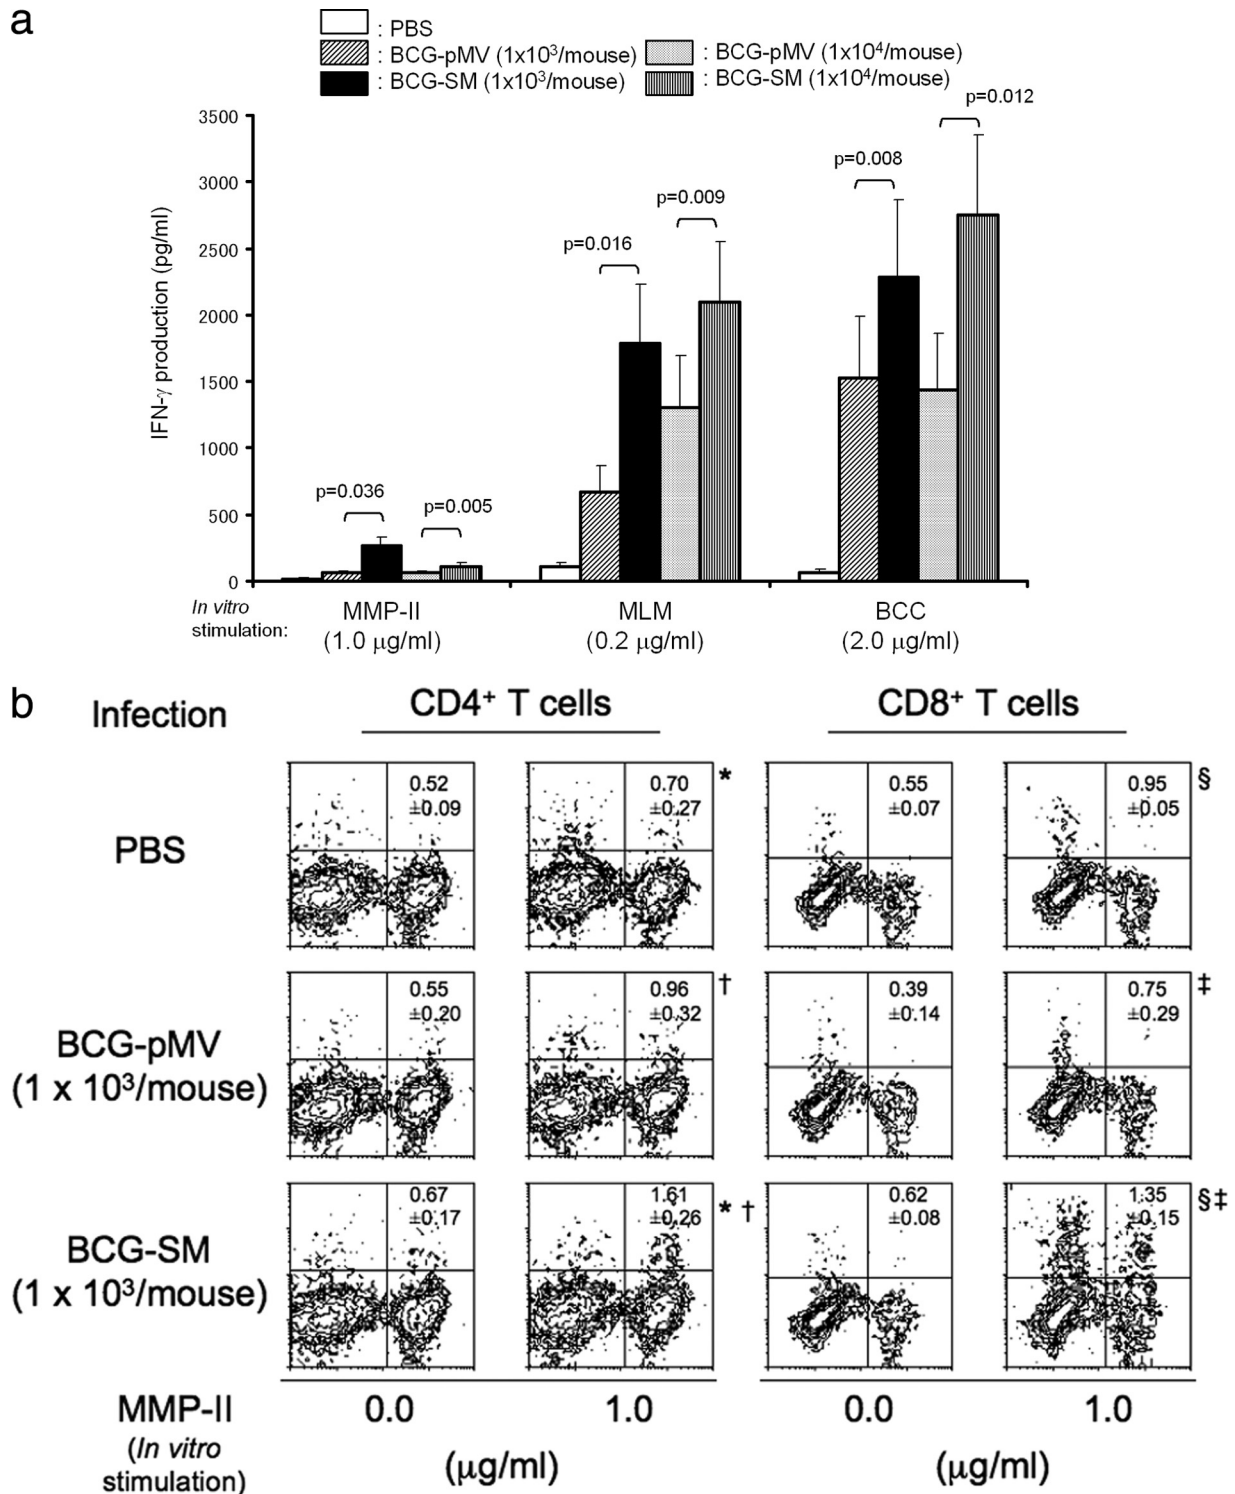 a
: PBS
: BCG-pMV (1x10³/mouse) : BCG-pMV (1x10⁴/mouse)
: BCG-SM (1x10³/mouse) : BCG-SM (1x10⁴/mouse)
IFN-γ production (pg/ml)
3500
3000
2500
2000
1500
1000
500
0
p=0.036
p=0.005
p=0.016
p=0.009
p=0.008
p=0.012
In vitro
stimulation:
MMP-II
(1.0 μg/ml)
MLM
(0.2 μg/ml)
BCC
(2.0 μg/ml)
b
Infection CD4⁺ T cells CD8⁺ T cells
PBS
0.52
±0.09
0.70
±0.27
*
0.55
±0.07
0.95
±0.05
§
BCG-pMV
(1 x 10³/mouse)
0.55
±0.20
0.96
±0.32
†
0.39
±0.14
0.75
±0.29
‡
BCG-SM
(1 x 10³/mouse)
0.67
±0.17
1.61
±0.26
* †
0.62
±0.08
1.35
±0.15
§‡
MMP-II
(In vitro
stimulation)
0.0 1.0 0.0 1.0
(μg/ml) (μg/ml)